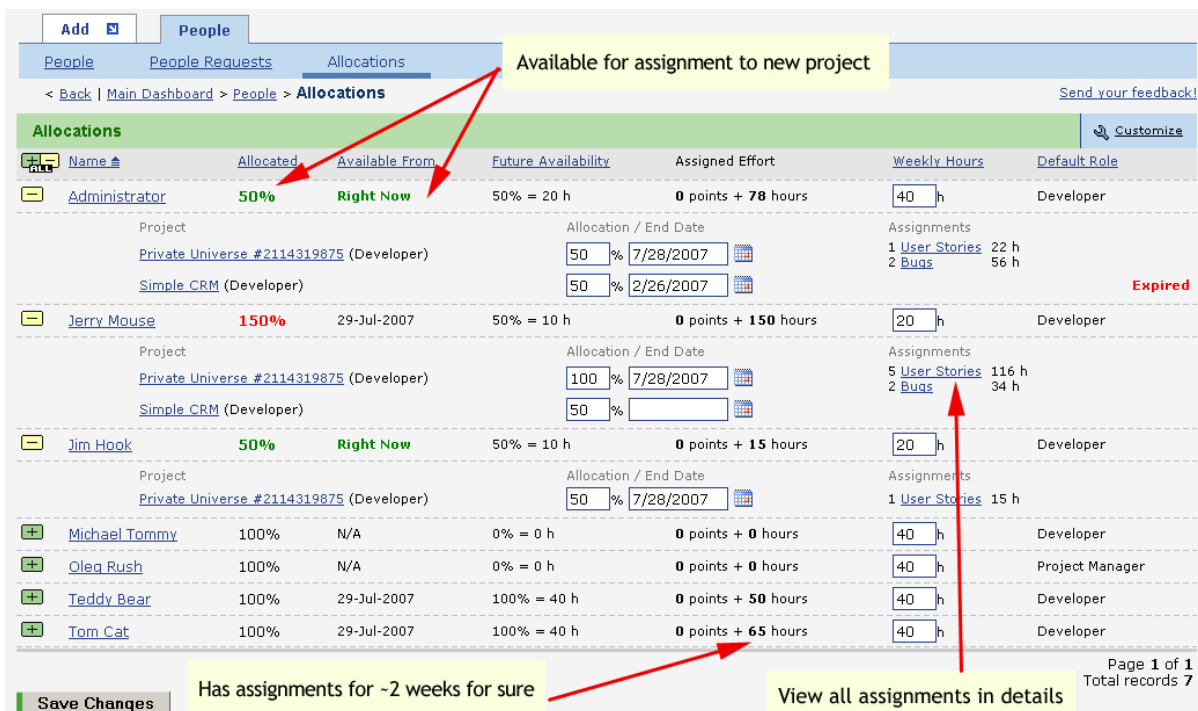 Add People
People People Requests Allocations
Available for assignment to new project
< Back | Main Dashboard > People > Allocations Send your feedback!
Allocations Customize
ALL Name Allocated Available From Future Availability Assigned Effort Weekly Hours Default Role
Administrator 50% Right Now 50% = 20 h 0 points + 78 hours 40 h Developer
Project Allocation / End Date Assignments
Private Universe #2114319875 (Developer) 50 % 7/28/2007 1 User Stories 22 h
2 Bugs 56 h
Simple CRM (Developer) 50 % 2/26/2007 Expired
Jerry Mouse 150% 29-Jul-2007 50% = 10 h 0 points + 150 hours 20 h Developer
Project Allocation / End Date Assignments
Private Universe #2114319875 (Developer) 100 % 7/28/2007 5 User Stories 116 h
2 Bugs 34 h
Simple CRM (Developer) 50 %
Jim Hook 50% Right Now 50% = 10 h 0 points + 15 hours 20 h Developer
Project Allocation / End Date Assignments
Private Universe #2114319875 (Developer) 50 % 7/28/2007 1 User Stories 15 h
Michael Tommy 100% N/A 0% = 0 h 0 points + 0 hours 40 h Developer
Oleg Rush 100% N/A 0% = 0 h 0 points + 0 hours 40 h Project Manager
Teddy Bear 100% 29-Jul-2007 100% = 40 h 0 points + 50 hours 40 h Developer
Tom Cat 100% 29-Jul-2007 100% = 40 h 0 points + 65 hours 40 h Developer
Page 1 of 1
Total records 7
Has assignments for ~2 weeks for sure
View all assignments in details
Save Changes